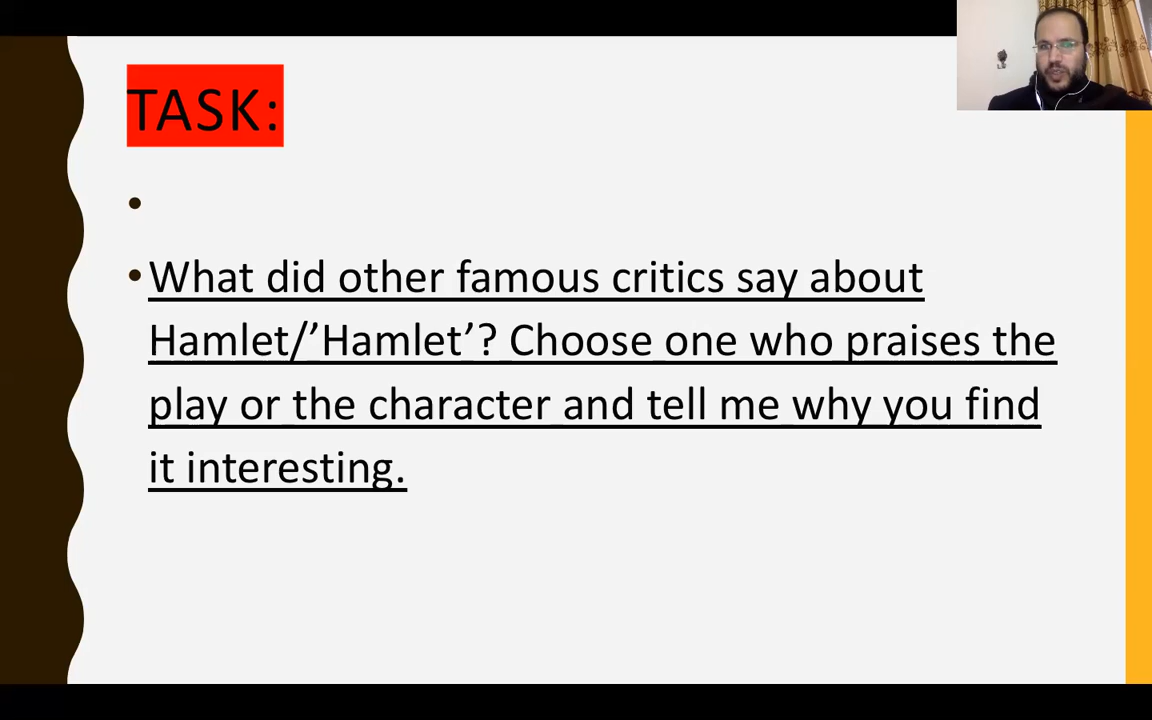 TASK:
•
• What did other famous critics say about
Hamlet/’Hamlet’? Choose one who praises the
play or the character and tell me why you find
it interesting.